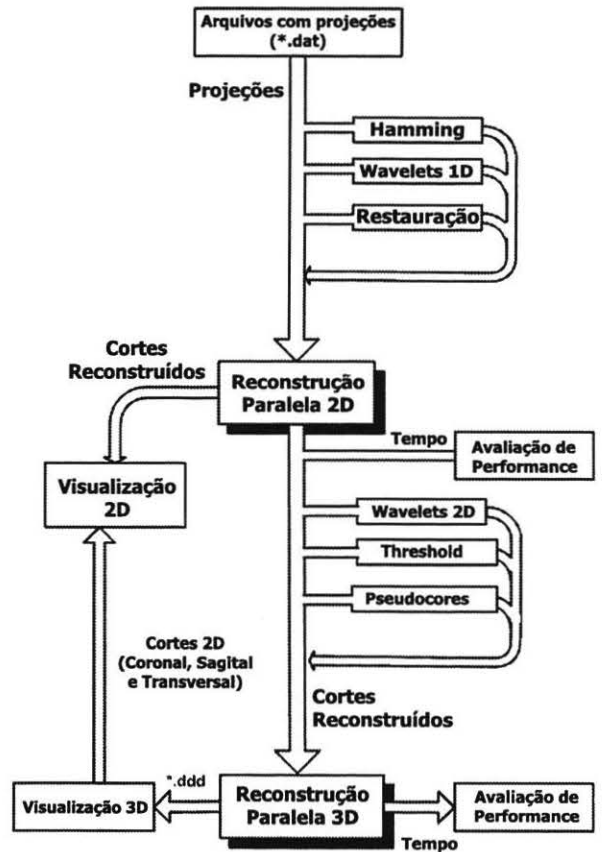 Arquivos com projeções
(*.dat)
Projeções
Hamming
Wavelets 1D
Restauração
Cortes
Reconstruídos
Reconstrução
Paralela 2D
Tempo
Avaliação de
Performance
Visualização
2D
Wavelets 2D
Threshold
Pseudocores
Cortes 2D
(Coronal, Sagital
e Transversal)
Cortes
Reconstruídos
*.ddd
Visualização 3D
Reconstrução
Paralela 3D
Avaliação de
Performance
Tempo